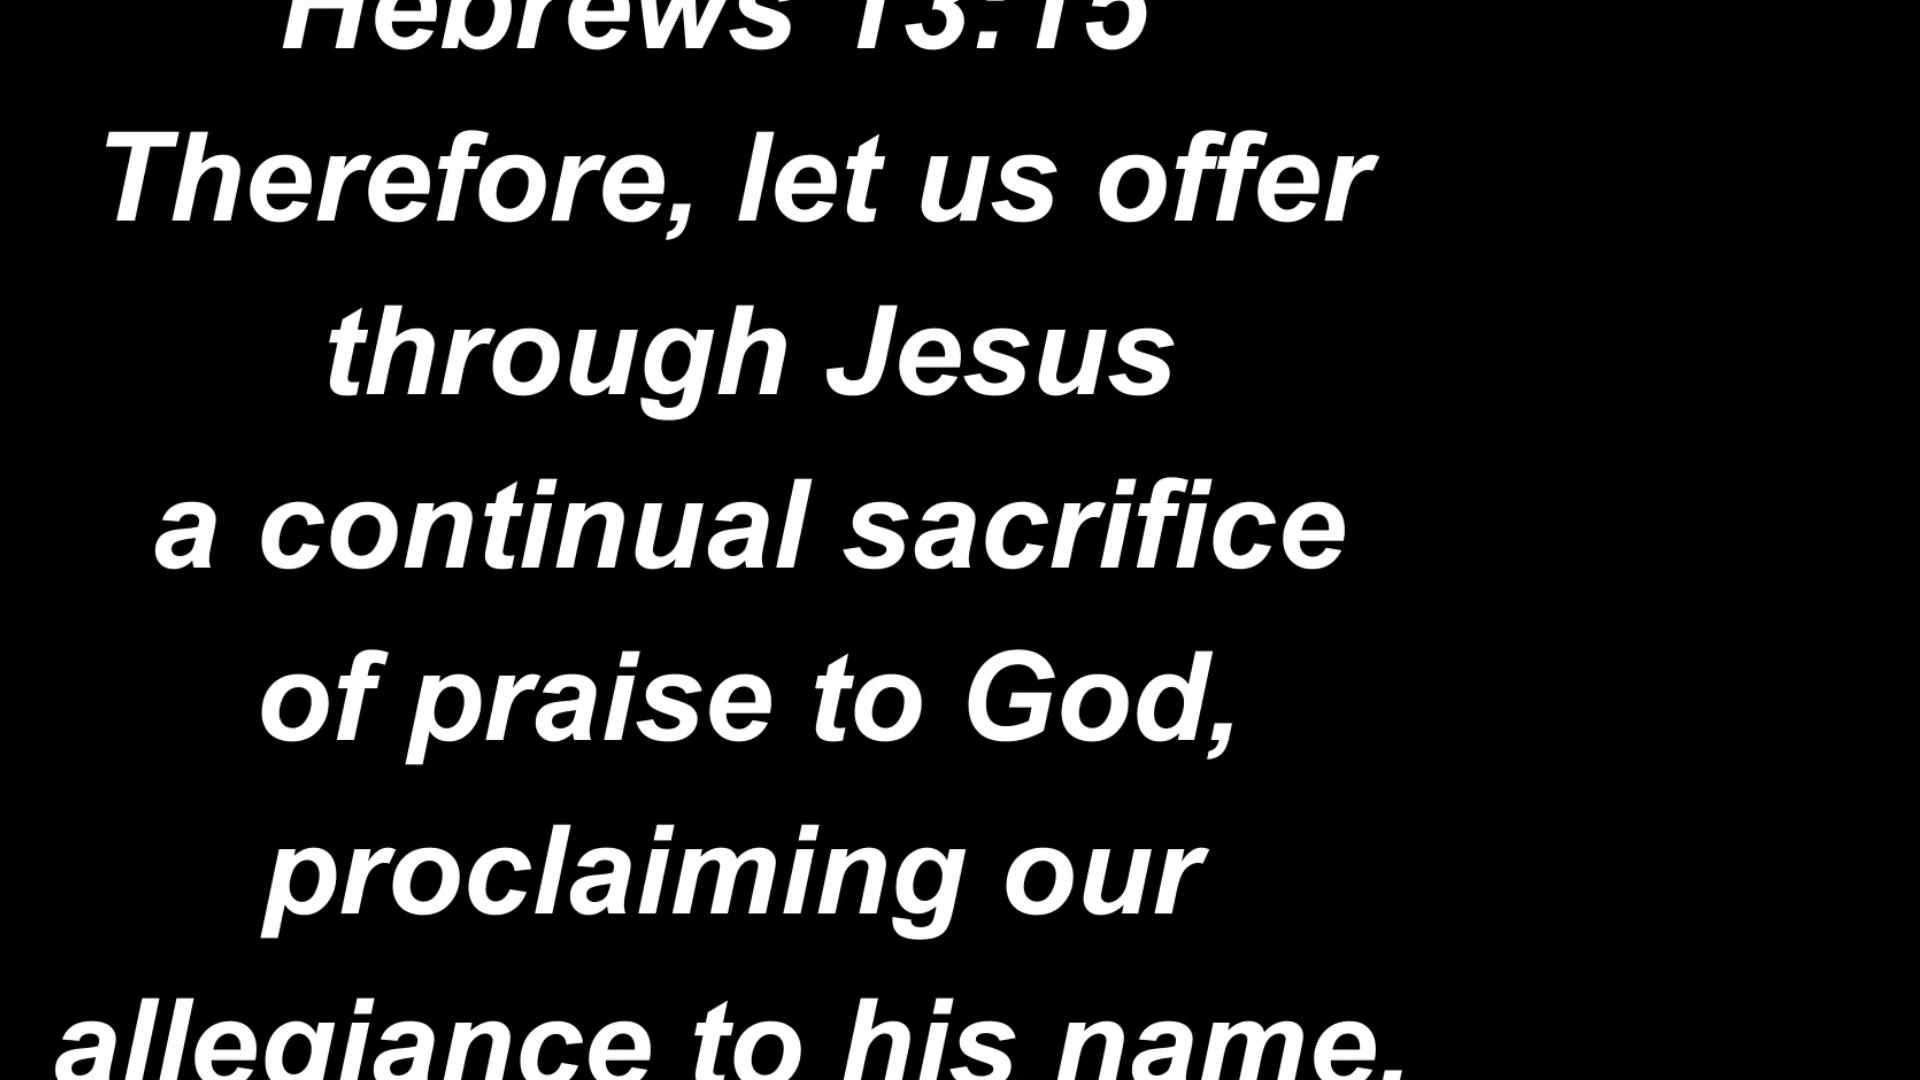 Hebrews 13:15
Therefore, let us offer
through Jesus
a continual sacrifice
of praise to God,
proclaiming our
allegiance to his name.